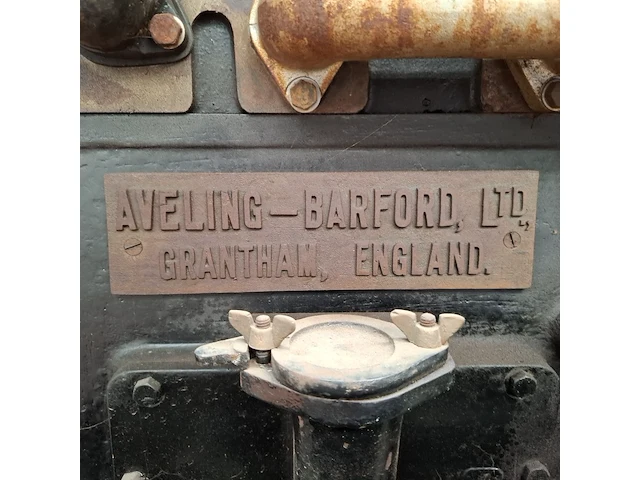 AVELING-BARFORD, LTD.,
GRANTHAM, ENGLAND.